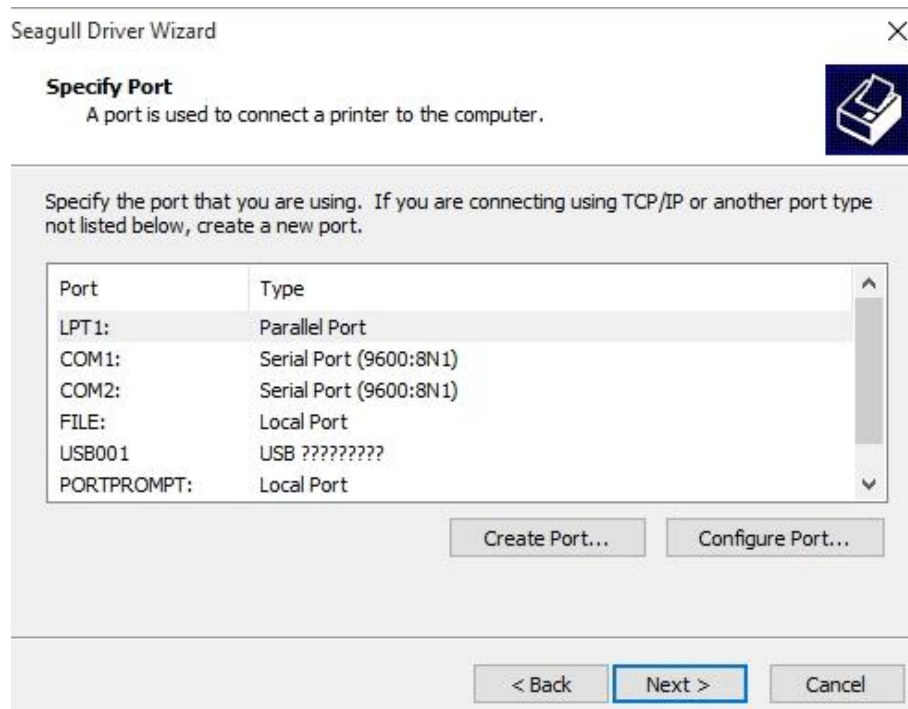 Seagull Driver Wizard
Specify Port
A port is used to connect a printer to the computer.
Specify the port that you are using. If you are connecting using TCP/IP or another port type
not listed below, create a new port.
Port Type
LPT1: Parallel Port
COM1: Serial Port (9600:8N1)
COM2: Serial Port (9600:8N1)
FILE: Local Port
USB001 USB ?????????
PORTPROMPT: Local Port
Create Port... Configure Port...
< Back Next > Cancel